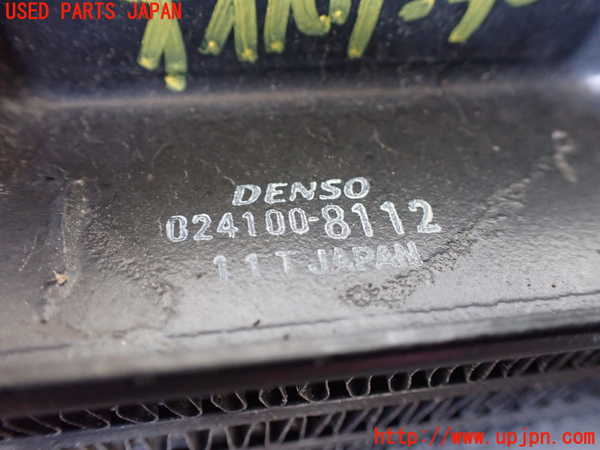 USED PARTS JAPAN
DENSO
024100-8112
11T JAPAN
http://www.upjpn.com